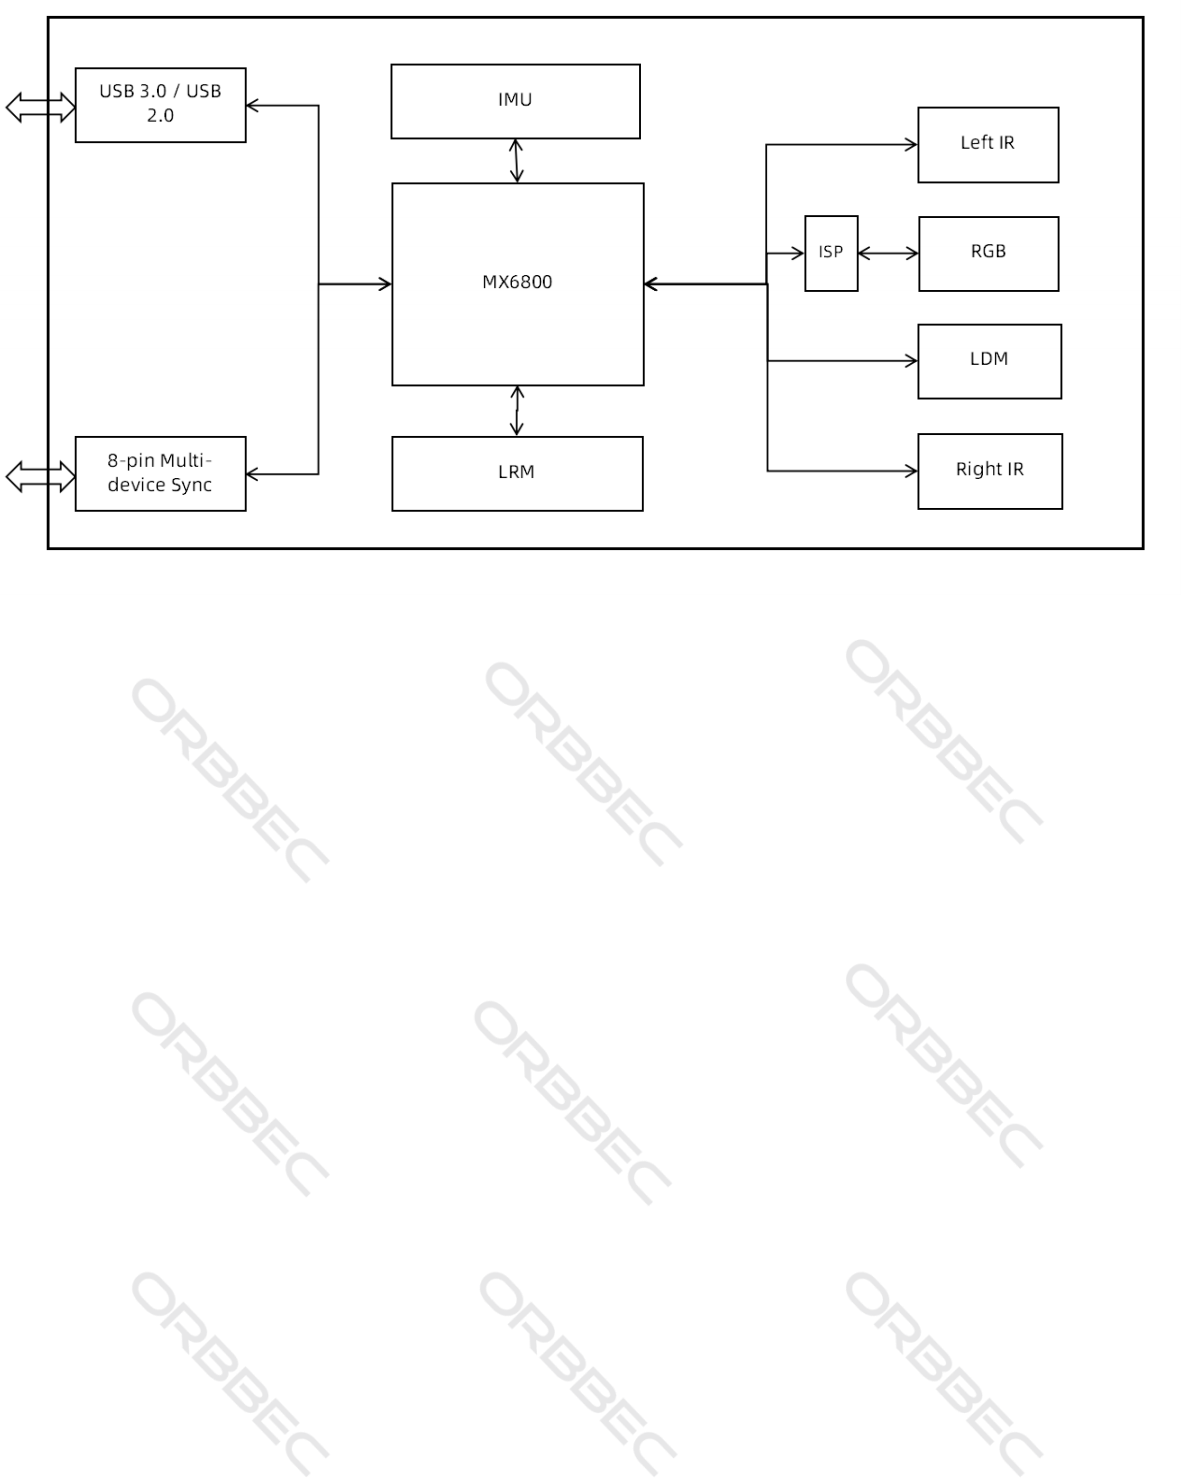 USB 3.0 / USB
2.0
IMU
Left IR
ISP
RGB
MX6800
LDM
8-pin Multi-
device Sync
LRM
Right IR
ORBBEC
ORBBEC
ORBBEC
ORBBEC
ORBBEC
ORBBEC
ORBBEC
ORBBEC
ORBBEC